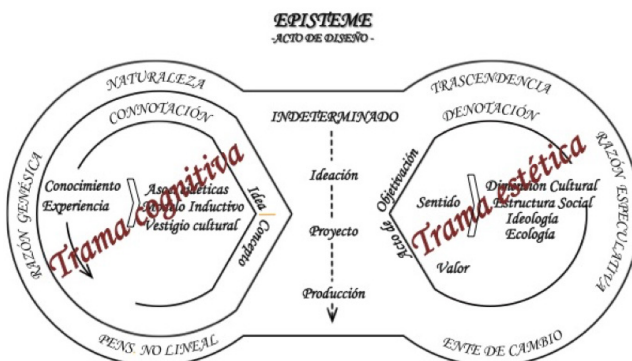 EPISTEME
-ACTO DE DISEÑO -
NATURALEZA
CONNOTACIÓN
RAZÓN GENÉSICA
Conocimiento
Experiencia
Modelo Inductivo
Vestigio cultural
Trama cognitiva
Idea
Concepto
PENS. NO LINEAL
INDETERMINADO
Ideación
Proyecto
Producción
TRASCENDENCIA
DENOTACIÓN
RAZÓN ESPECULATIVA
Acto de Objetivación
Sentido
Valor
Dimensión Cultural
Estructura Social
Ideología
Ecología
Trama estética
ENTE DE CAMBIO